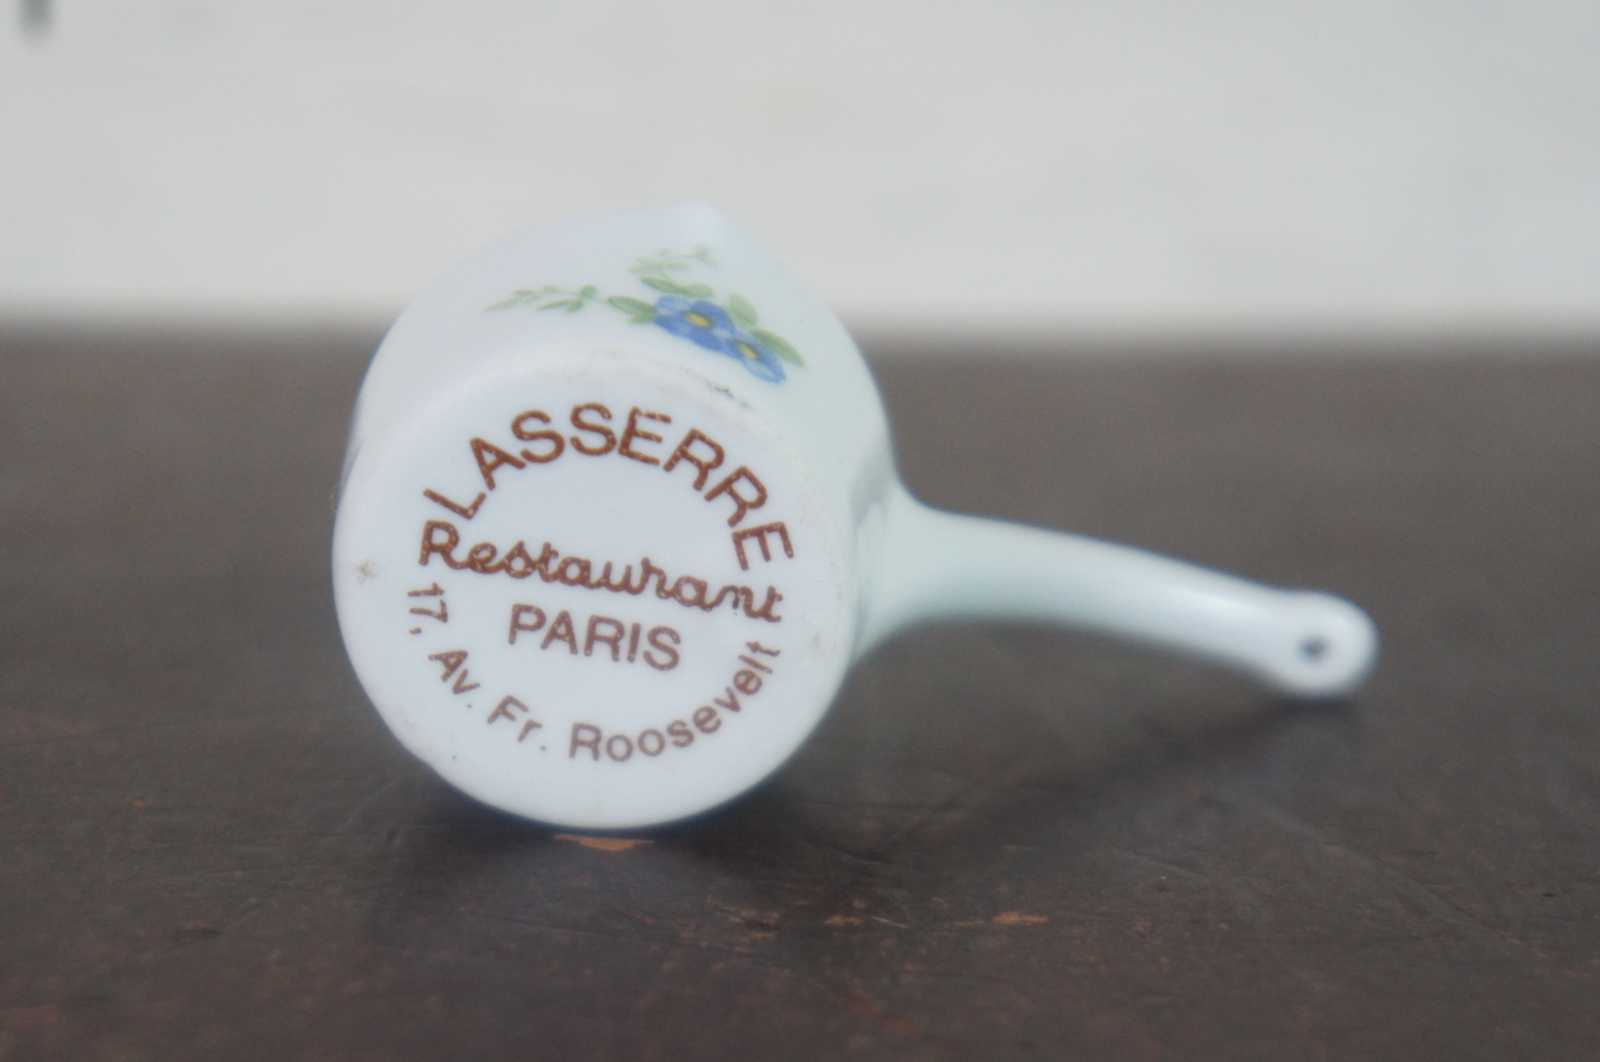 LASSERRE
Restaurant
PARIS
17, Av. Fr. Roosevelt